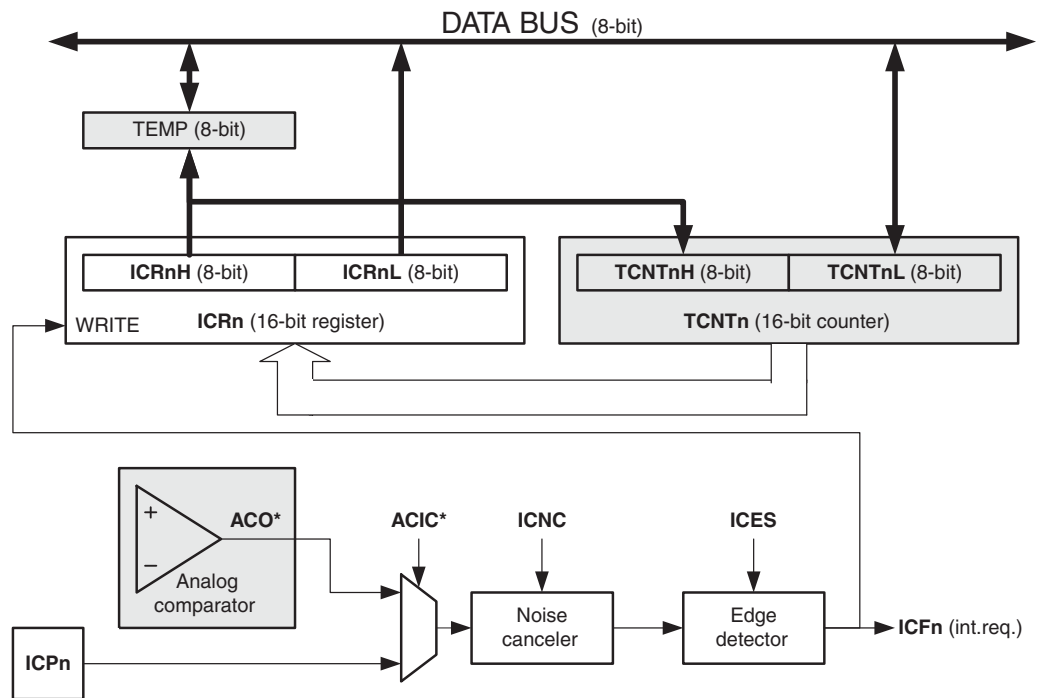 DATA BUS (8-bit)
TEMP (8-bit)
ICRnH (8-bit) ICRnL (8-bit) TCNTnH (8-bit) TCNTnL (8-bit)
WRITE ICRn (16-bit register) TCNTn (16-bit counter)
+ ACO* ACIC* ICNC ICES
−
Analog
comparator
Noise
canceler
Edge
detector
ICFn (int.req.)
ICPn